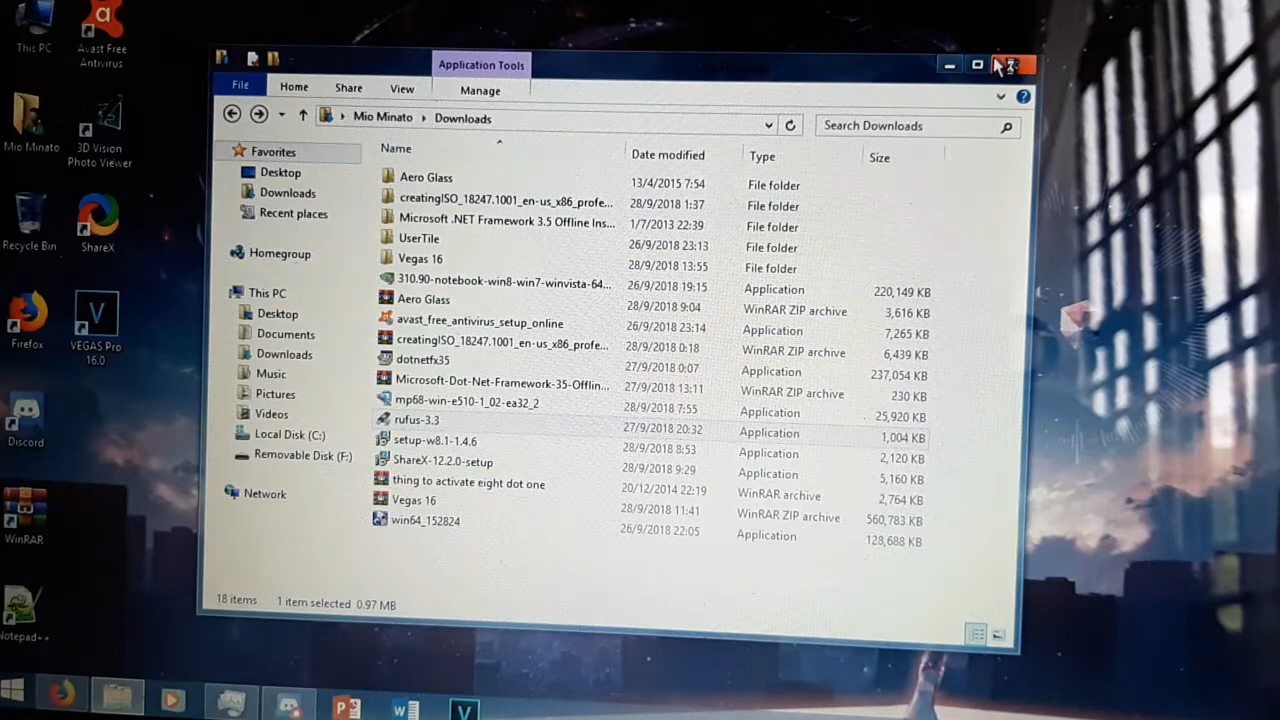 This PC
Avast Free
Antivirus
Mio Minato
3D Vision
Photo Viewer
Recycle Bin
ShareX
Firefox
VEGAS Pro
16.0
Discord
WinRAR
Notepad++
Application Tools
File Home Share View Manage
Mio Minato Downloads
Search Downloads
Favorites
Desktop
Downloads
Recent places
Homegroup
This PC
Desktop
Documents
Downloads
Music
Pictures
Videos
Local Disk (C:)
Removable Disk (F:)
Network
Name Date modified Type Size
Aero Glass 13/4/2015 7:54 File folder
creatingISO_18247.1001_en-us_x86_profe... 28/9/2018 1:37 File folder
Microsoft .NET Framework 3.5 Offline Ins... 1/7/2013 22:39 File folder
UserTile 26/9/2018 23:13 File folder
Vegas 16 28/9/2018 13:55 File folder
310.90-notebook-win8-win7-winvista-64... 26/9/2018 19:15 Application 220,149 KB
Aero Glass 28/9/2018 9:04 WinRAR ZIP archive 3,616 KB
avast_free_antivirus_setup_online 26/9/2018 23:14 Application 7,265 KB
creatingISO_18247.1001_en-us_x86_profe... 28/9/2018 0:18 WinRAR ZIP archive 6,439 KB
dotnetfx35 27/9/2018 0:07 Application 237,054 KB
Microsoft-Dot-Net-Framework-35-Offlin... 27/9/2018 13:11 WinRAR ZIP archive 230 KB
mp68-win-e510-1_02-ea32_2 28/9/2018 7:55 Application 25,920 KB
rufus-3.3 27/9/2018 20:32 Application 1,004 KB
setup-w8.1-1.4.6 28/9/2018 8:53 Application 2,120 KB
ShareX-12.2.0-setup 28/9/2018 9:29 Application 5,160 KB
thing to activate eight dot one 20/12/2014 22:19 WinRAR archive 2,764 KB
Vegas 16 28/9/2018 11:41 WinRAR ZIP archive 560,783 KB
win64_152824 26/9/2018 22:05 Application 128,688 KB
18 items 1 item selected 0.97 MB